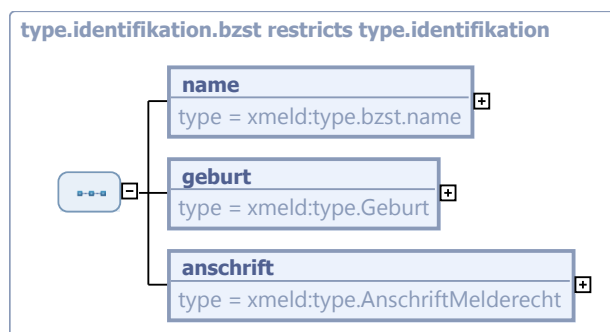 type.identifikation.bzst restricts type.identifikation
name
type = xmeld:type.bzst.name
geburt
type = xmeld:type.Geburt
anschrift
type = xmeld:type.AnschriftMelderecht